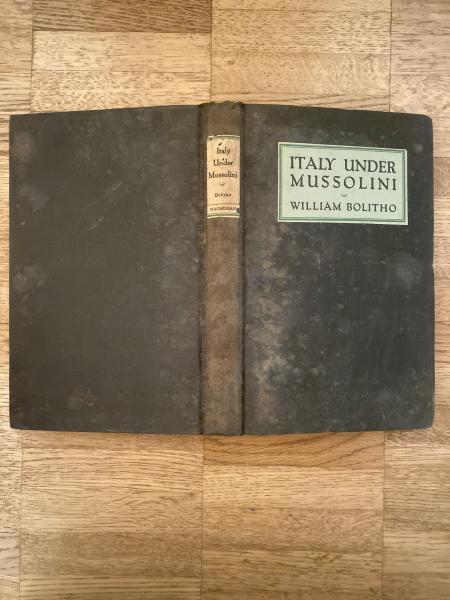 Italy
Under
Mussolini
Bolitho
MACMILLAN
ITALY UNDER
MUSSOLINI
WILLIAM BOLITHO